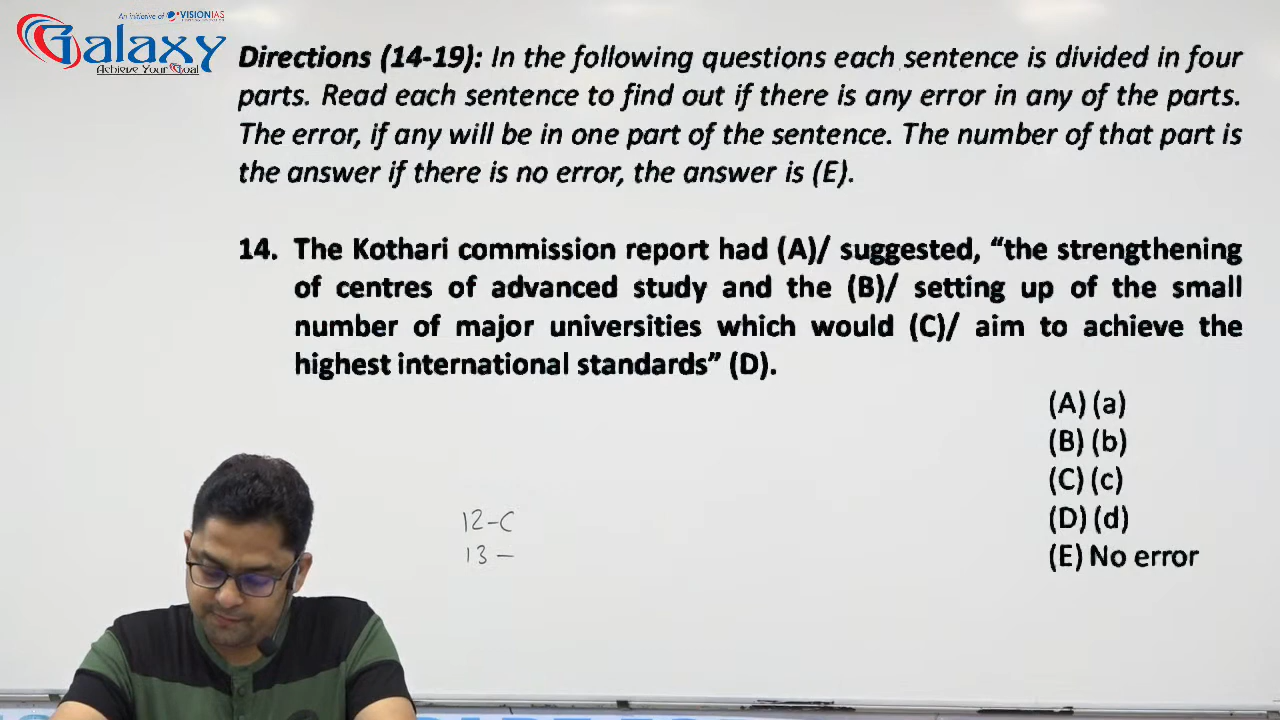 An initiative of VISIONIAS
Galaxy
Achieve Your Goal
Directions (14-19): In the following questions each sentence is divided in four
parts. Read each sentence to find out if there is any error in any of the parts.
The error, if any will be in one part of the sentence. The number of that part is
the answer if there is no error, the answer is (E).
14. The Kothari commission report had (A)/ suggested, “the strengthening
of centres of advanced study and the (B)/ setting up of the small
number of major universities which would (C)/ aim to achieve the
highest international standards” (D).
(A) (a)
(B) (b)
(C) (c)
(D) (d)
(E) No error
12-C
13-